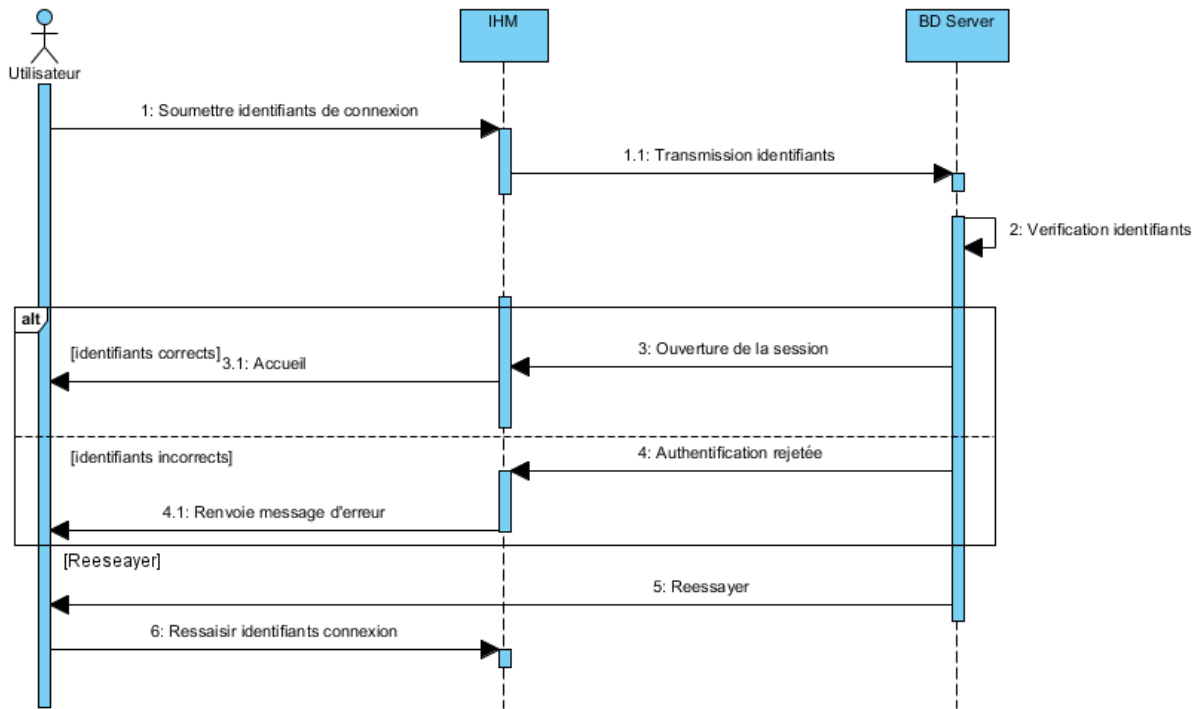 Utilisateur
IHM
BD Server
1: Soumettre identifiants de connexion
1.1: Transmission identifiants
2: Verification identifiants
alt
[identifiants corrects]
3: Ouverture de la session
3.1: Accueil
[identifiants incorrects]
4: Authentification rejetée
4.1: Renvoie message d'erreur
[Reeseayer]
5: Reessayer
6: Ressaisir identifiants connexion